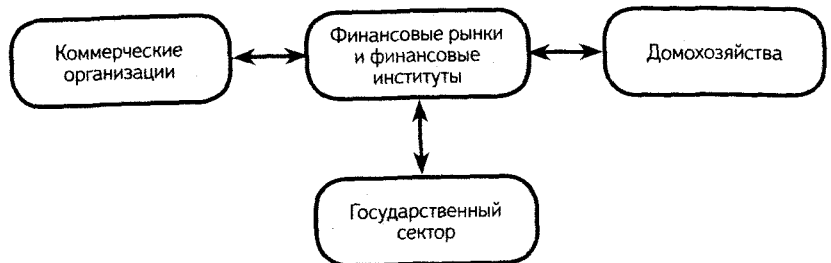 Коммерческие
организации
Финансовые рынки
и финансовые
институты
Домохозяйства
Государственный
сектор